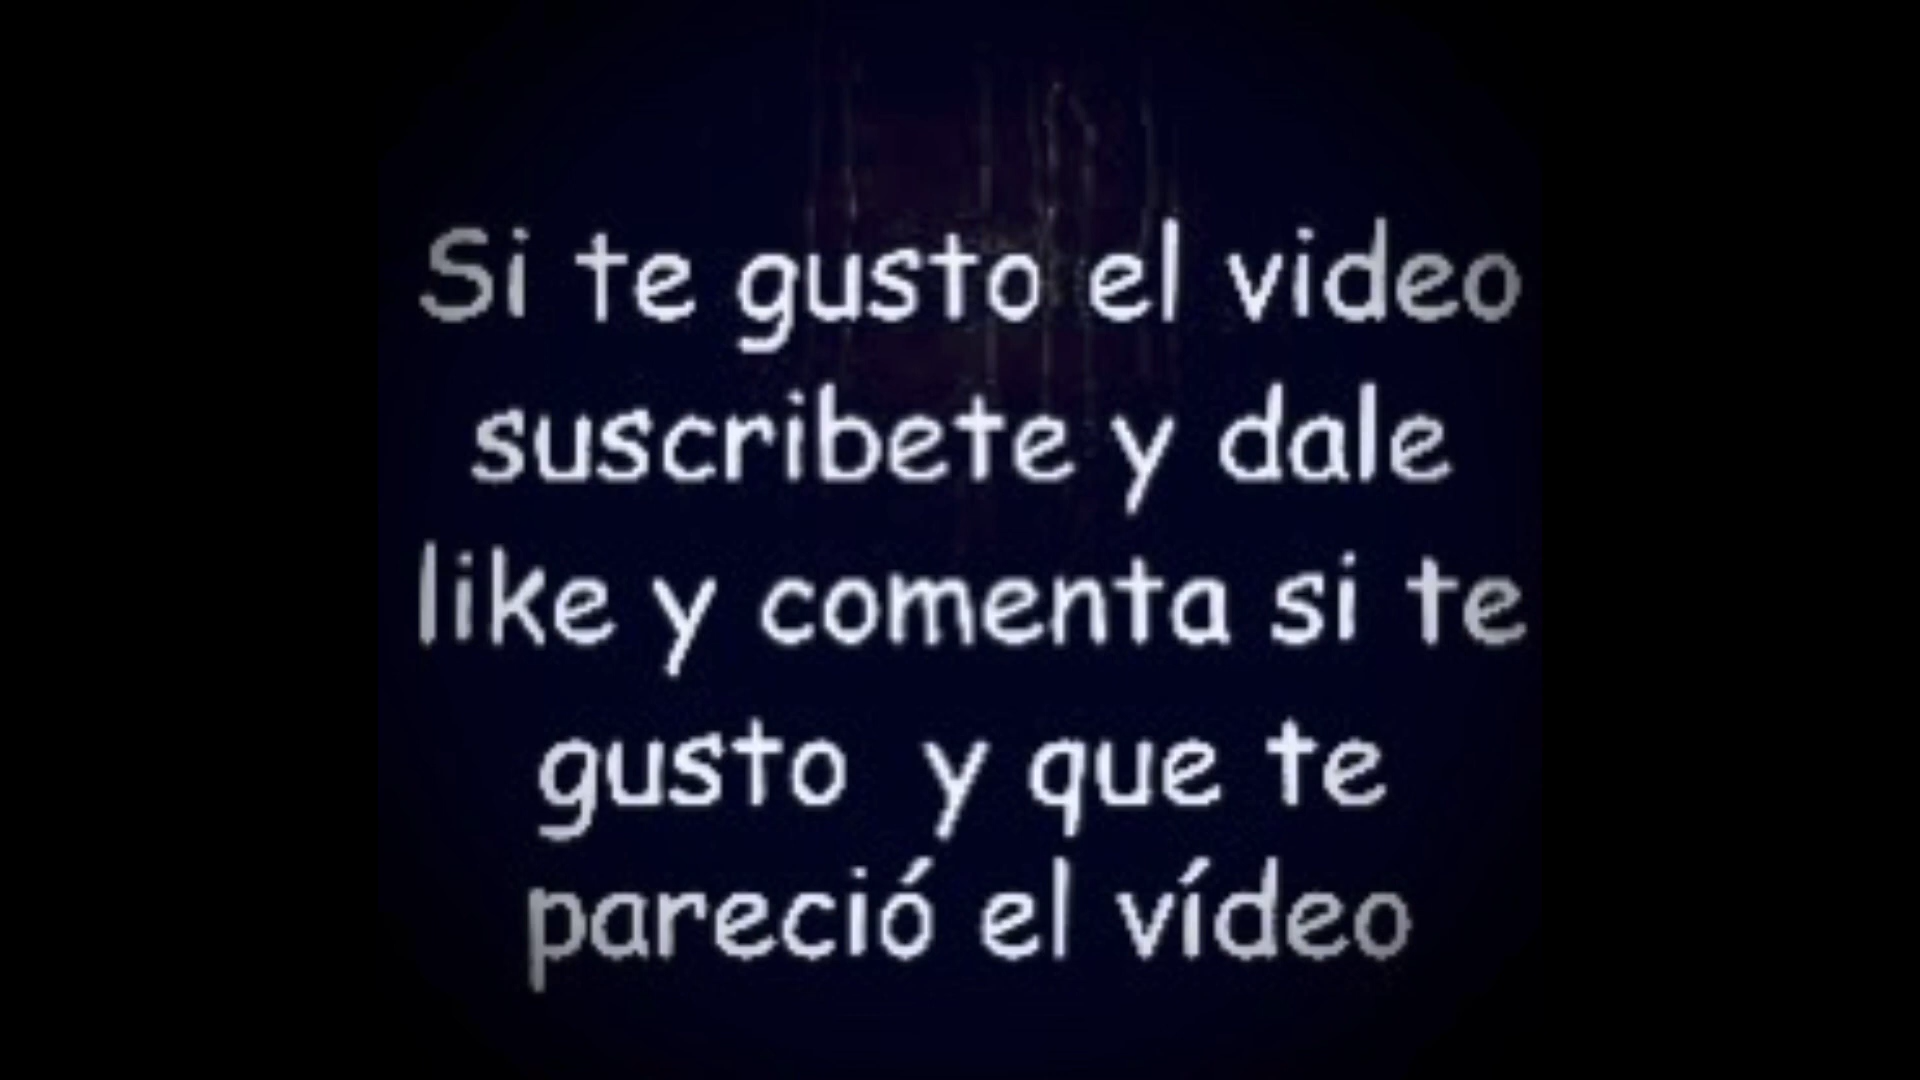 Si te gusto el video
suscribete y dale
like y comenta si te
gusto y que te
pareció el vídeo